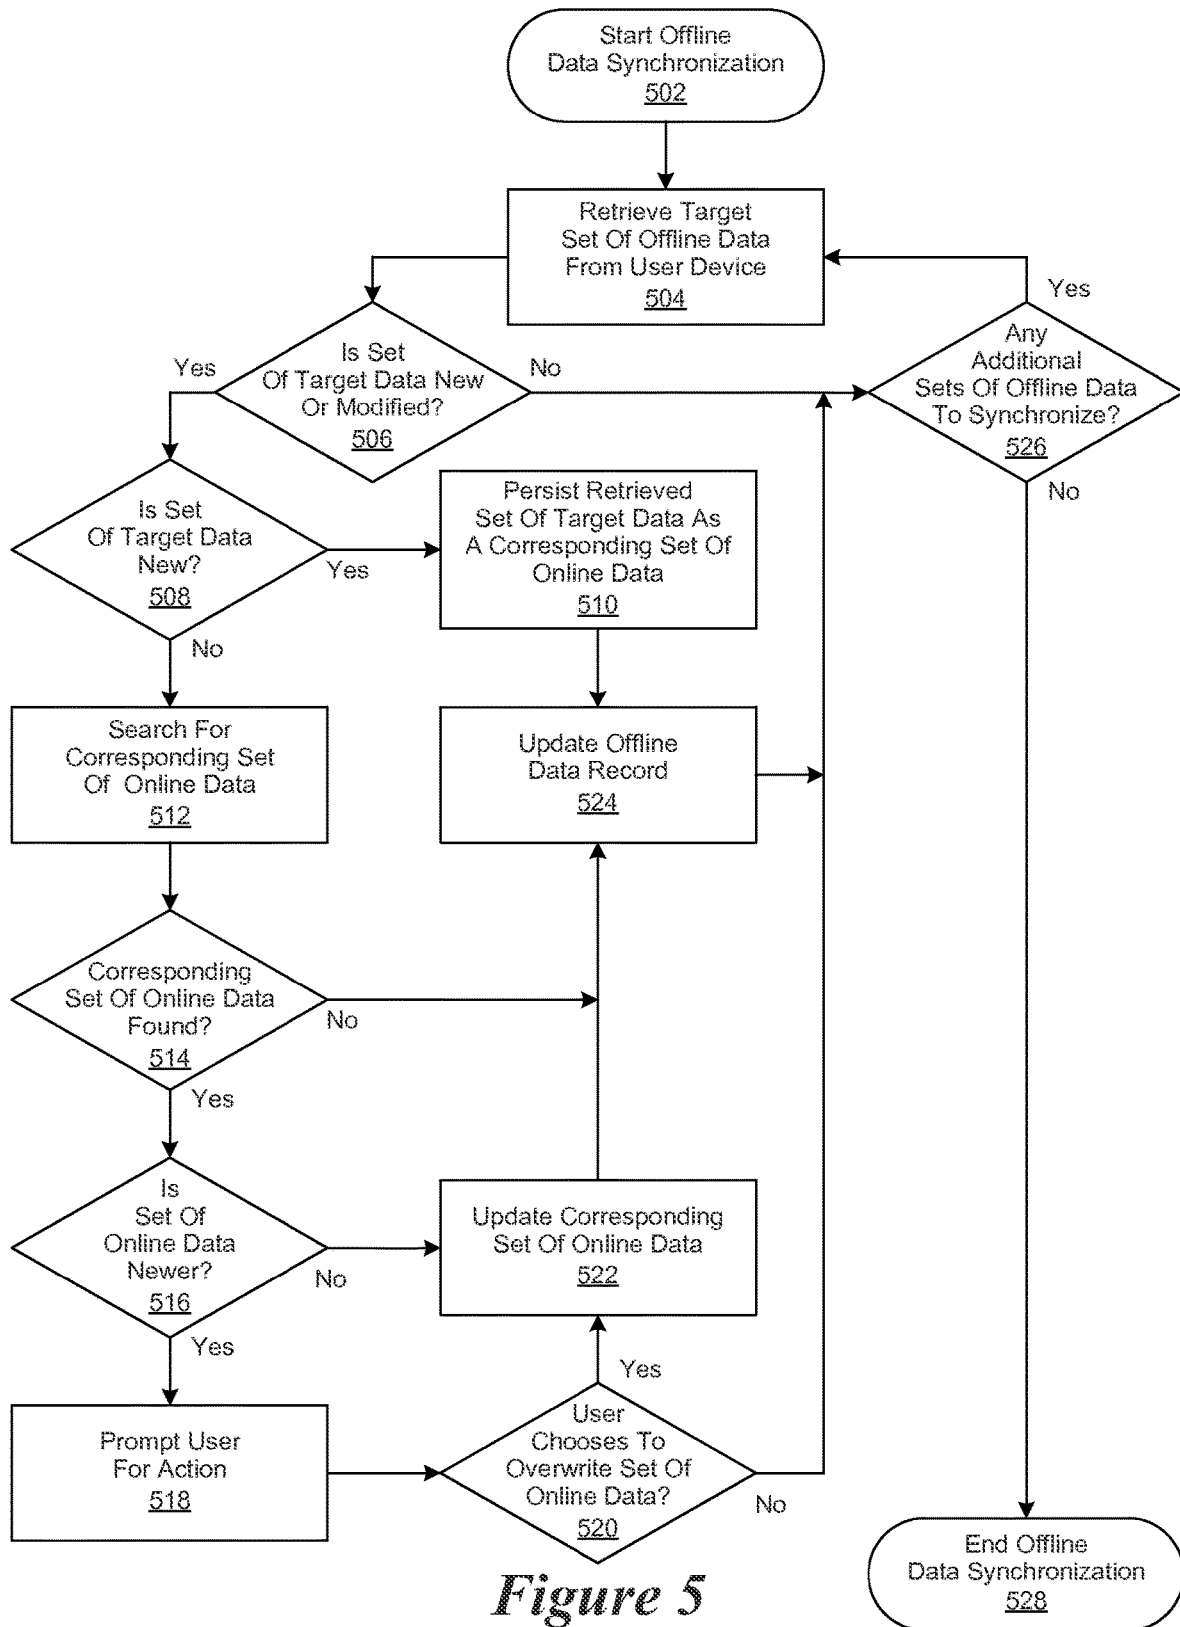 Start Offline
Data Synchronization
502
Retrieve Target
Set Of Offline Data
From User Device
504
Yes
Is Set
Of Target Data New
Or Modified?
506
No
Any
Additional
Sets Of Offline Data
To Synchronize?
526
Yes
No
Is Set
Of Target Data
New?
508
Yes
No
Persist Retrieved
Set Of Target Data As
A Corresponding Set Of
Online Data
510
Search For
Corresponding Set
Of Online Data
512
Update Offline
Data Record
524
Corresponding
Set Of Online Data
Found?
514
No
Yes
Is
Set Of
Online Data
Newer?
516
No
Yes
Update Corresponding
Set Of Online Data
522
Yes
Prompt User
For Action
518
User
Chooses To
Overwrite Set Of
Online Data?
520
No
End Offline
Data Synchronization
528
Figure 5